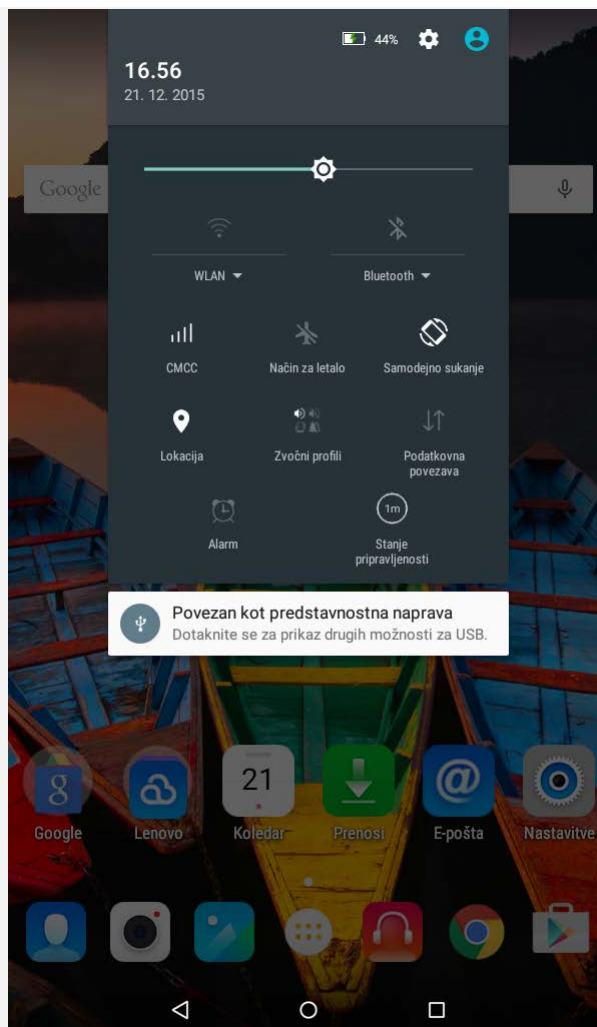 44%
16.56
21. 12. 2015
Google
WLAN
Bluetooth
CMCC
Način za letalo
Samodejno sukanje
Lokacija
Zvočni profili
Podatkovna
povezava
1m
Alarm
Stanje
pripravljenosti
Povezan kot predstavnostna naprava
Dotaknite se za prikaz drugih možnosti za USB.
21
Google
Lenovo
Koledar
Prenosi
E-pošta
Nastavitve